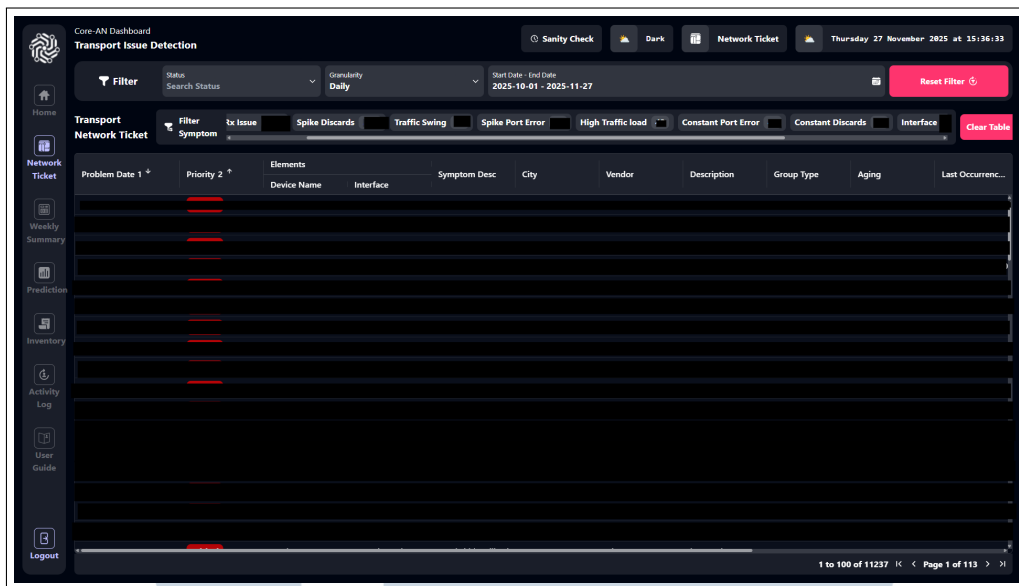 Core-AN Dashboard
Transport Issue Detection
Sanity Check
Dark
Network Ticket
Thursday 27 November 2025 at 15:36:33
Home
Network Ticket
Weekly Summary
Prediction
Inventory
Activity Log
User Guide
Logout
Filter
Status
Search Status
Granularity
Daily
Start Date - End Date
2025-10-01 - 2025-11-27
Reset Filter
Transport Network Ticket
Filter Symptom
Rx Issue
Spike Discards
Traffic Swing
Spike Port Error
High Traffic load
Constant Port Error
Constant Discards
Interface
Clear Table
Problem Date 1
Priority 2
Elements
Device Name
Interface
Symptom Desc
City
Vendor
Description
Group Type
Aging
Last Occurrenc...
1 to 100 of 11237
Page 1 of 113